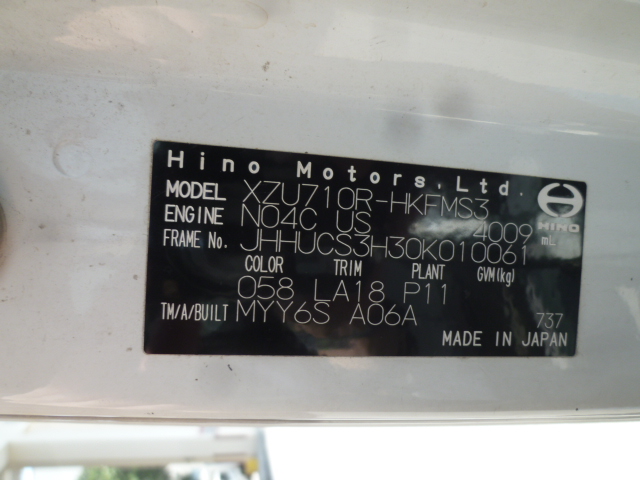 Hino Motors, Ltd.
MODEL XZU710R-HKFMS3
ENGINE N04C US 4009 mL
HINO
FRAME No. JHHUCS3H30K010061
COLOR TRIM PLANT GVM(kg)
058 LA18 P11
TM/A/BUILT MYY6S A06A 737
MADE IN JAPAN